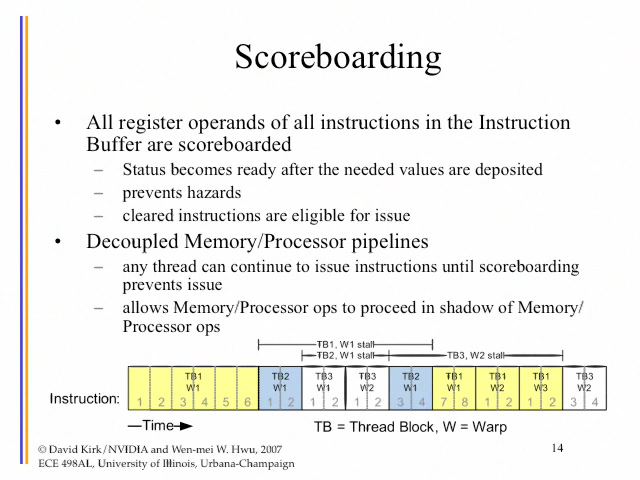 Scoreboarding
• All register operands of all instructions in the Instruction
Buffer are scoreboarded
– Status becomes ready after the needed values are deposited
– prevents hazards
– cleared instructions are eligible for issue
• Decoupled Memory/Processor pipelines
– any thread can continue to issue instructions until scoreboarding
prevents issue
– allows Memory/Processor ops to proceed in shadow of Memory/
Processor ops
TB1, W1 stall
TB2, W1 stall TB3, W2 stall
TB1 TB2 TB3 TB3 TB2 TB1 TB1 TB1 TB3
W1 W1 W1 W2 W1 W1 W2 W3 W2
Instruction: 1 2 3 4 5 6 1 2 1 2 1 2 3 4 7 8 1 2 1 2 3 4
Time TB = Thread Block, W = Warp
© David Kirk/NVIDIA and Wen-mei W. Hwu, 2007 14
ECE 498AL, University of Illinois, Urbana-Champaign